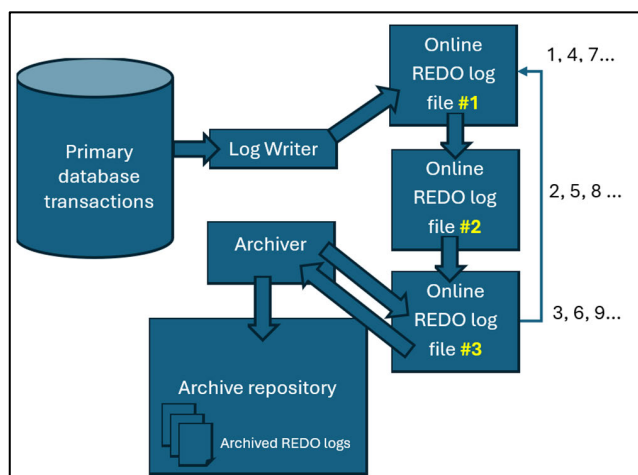 Online
REDO log
file #1
1, 4, 7...
Primary
database
transactions
Log Writer
Online
REDO log
file #2
2, 5, 8 ...
Archiver
Online
REDO log
file #3
3, 6, 9...
Archive repository
Archived REDO logs